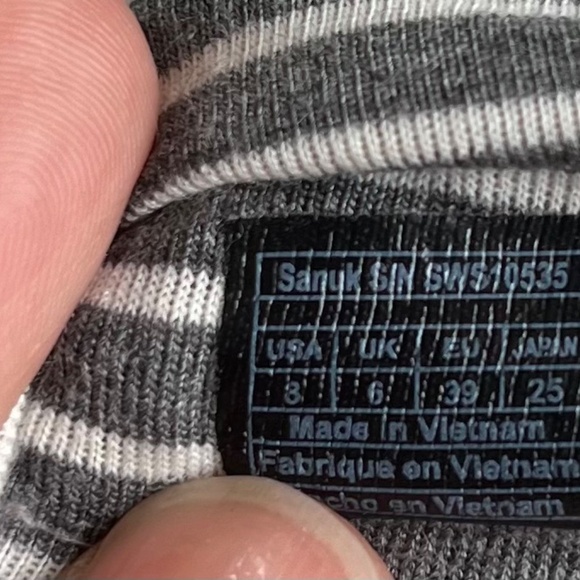 Sanuk S/N SWS10535
USA UK EU JAPAN
8 6 39 25
Made in Vietnam
Fabrique en Vietnam
en Vietnam